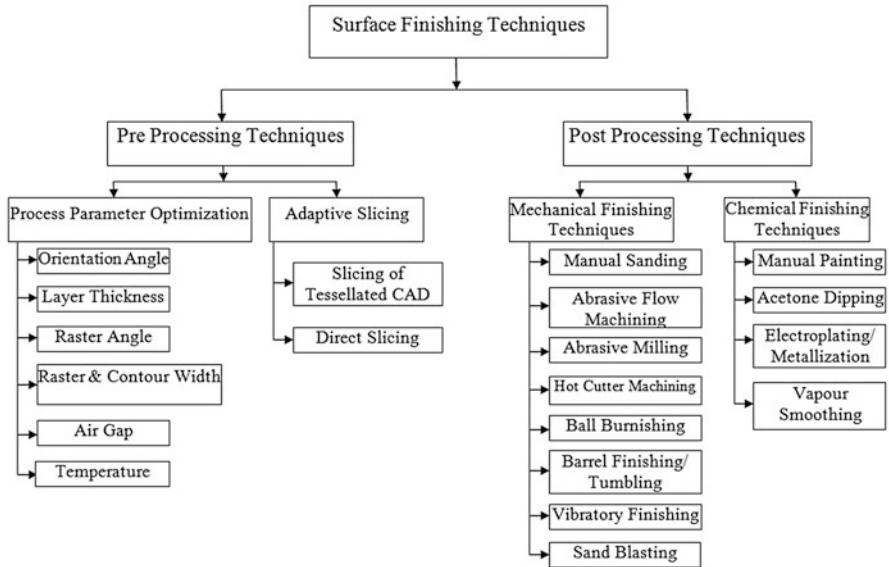 Surface Finishing Techniques
Pre Processing Techniques
Post Processing Techniques
Process Parameter Optimization
Orientation Angle
Layer Thickness
Raster Angle
Raster & Contour Width
Air Gap
Temperature
Adaptive Slicing
Slicing of
Tessellated CAD
Direct Slicing
Mechanical Finishing
Techniques
Manual Sanding
Abrasive Flow
Machining
Abrasive Milling
Hot Cutter Machining
Ball Burnishing
Barrel Finishing/
Tumbling
Vibratory Finishing
Sand Blasting
Chemical Finishing
Techniques
Manual Painting
Acetone Dipping
Electroplating/
Metallization
Vapour
Smoothing